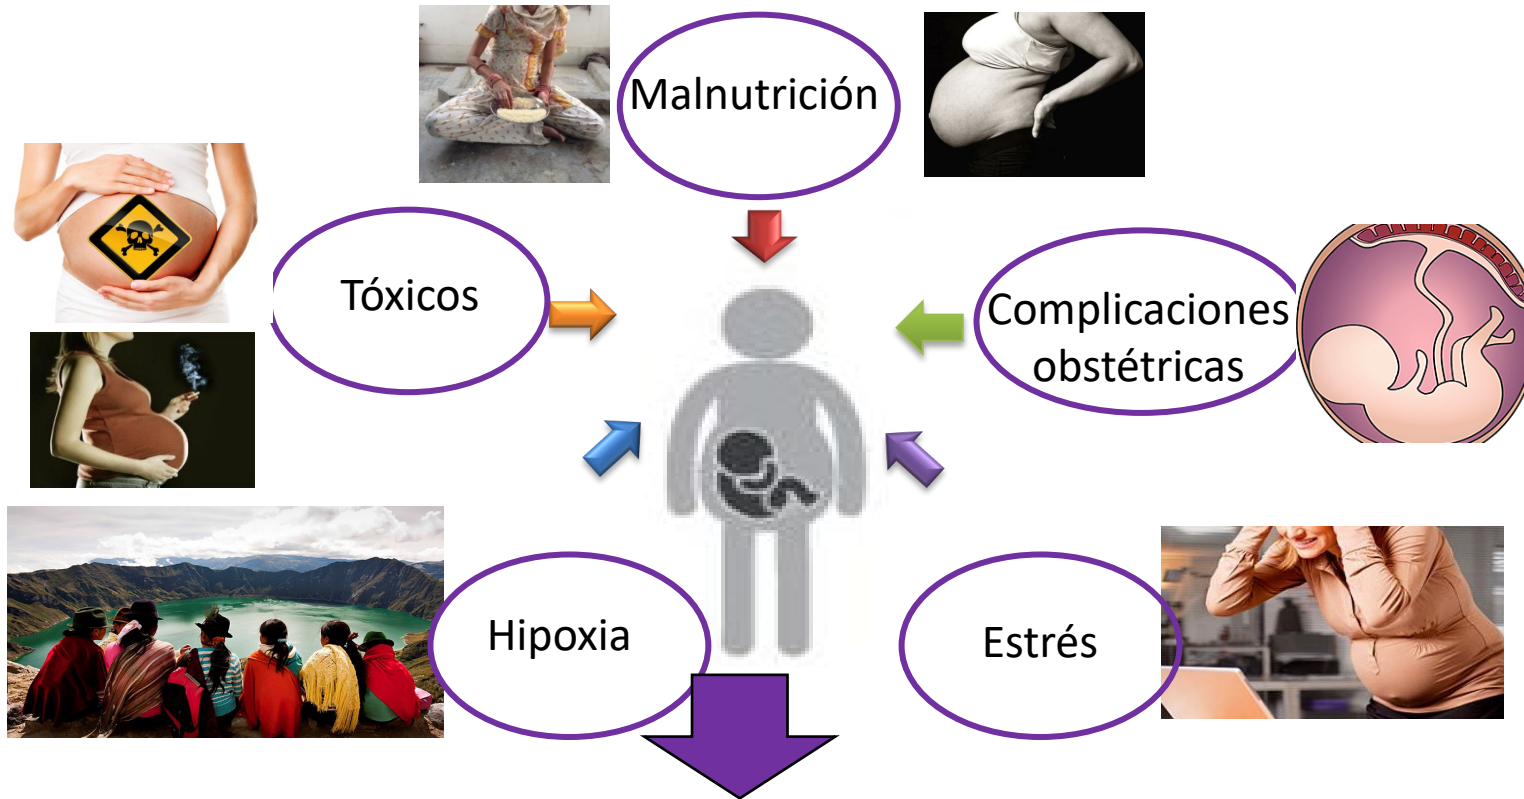 Malnutrición
Tóxicos
Complicaciones
obstétricas
Hipoxia
Estrés